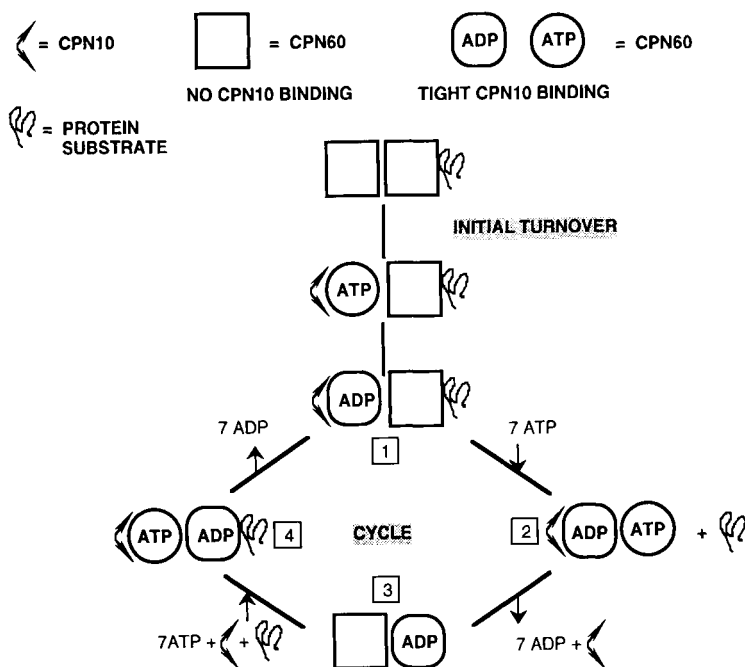 = CPN10
= CPN60
ADP
ATP
= CPN60
NO CPN10 BINDING
TIGHT CPN10 BINDING
= PROTEIN
SUBSTRATE
INITIAL TURNOVER
ATP
ADP
7 ADP
1
7 ATP
ATP
ADP
4
CYCLE
2
ADP
ATP
+
3
ADP
7ATP + +
7 ADP +